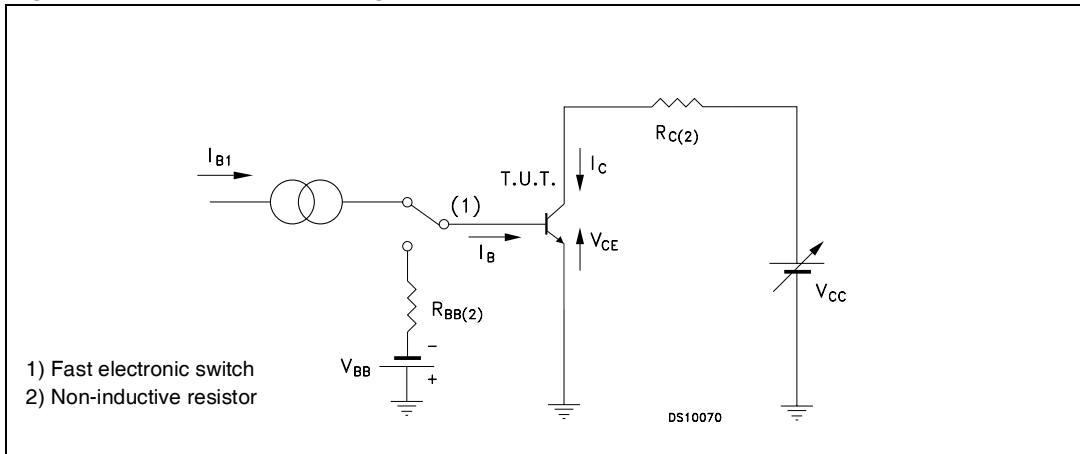 I_B1
(1)
I_B
T.U.T.
I_C
V_CE
R_C(2)
V_CC
R_BB(2)
V_BB
−
+
1) Fast electronic switch
2) Non-inductive resistor
DS10070